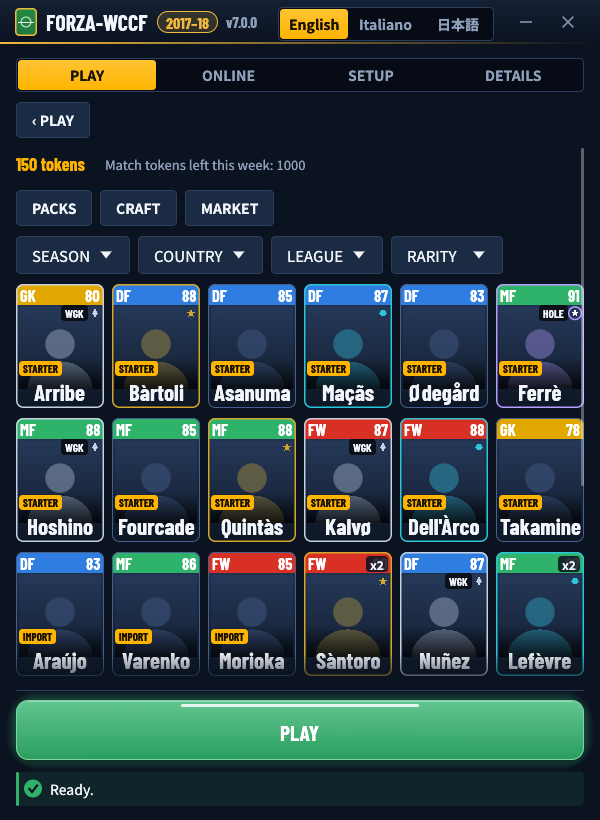 FORZA-WCCF 2017-18 v7.0.0 English Italiano 日本語
PLAY ONLINE SETUP DETAILS
‹ PLAY
150 tokens Match tokens left this week: 1000
PACKS CRAFT MARKET
SEASON COUNTRY LEAGUE RARITY
GK 80 DF 88 DF 85 DF 87 DF 83 MF 91
WGK HOLE
STARTER STARTER STARTER STARTER STARTER STARTER
Arribe Bàrtoli Asanuma Maçãs Ødegård Ferrè
MF 88 MF 85 MF 88 FW 87 FW 88 GK 78
WGK WGK
STARTER STARTER STARTER STARTER STARTER STARTER
Hoshino Fourcade Quintàs Kalvø Dell'Àrco Takamine
DF 83 MF 86 FW 85 FW x2 DF 87 MF x2
WGK
IMPORT IMPORT IMPORT
Araújo Varenko Morioka Sàntoro Nuñez Lefèvre
PLAY
Ready.